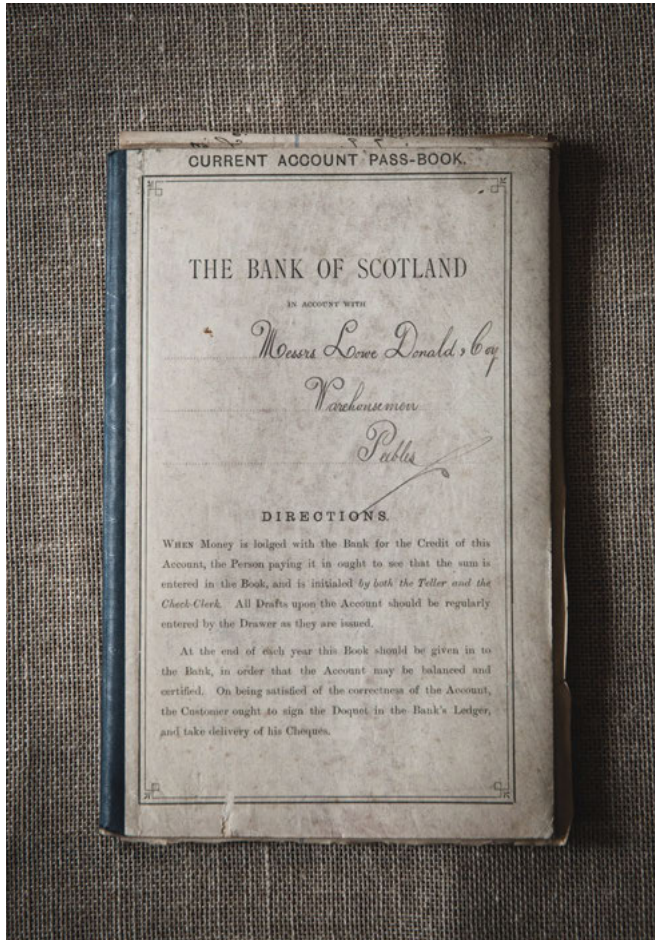 CURRENT ACCOUNT PASS-BOOK.
THE BANK OF SCOTLAND
IN ACCOUNT WITH
Messrs Lowe Donald & Coy
Warehousemen
Peebles
DIRECTIONS.
WHEN Money is lodged with the Bank for the Credit of this
Account, the Person paying it in ought to see that the sum is
entered in the Book, and is initialed by both the Teller and the
Check-Clerk. All Drafts upon the Account should be regularly
entered by the Drawer as they are issued.
At the end of each year this Book should be given in to
the Bank, in order that the Account may be balanced and
certified. On being satisfied of the correctness of the Account,
the Customer ought to sign the Doquet in the Bank's Ledger,
and take delivery of his Cheques.